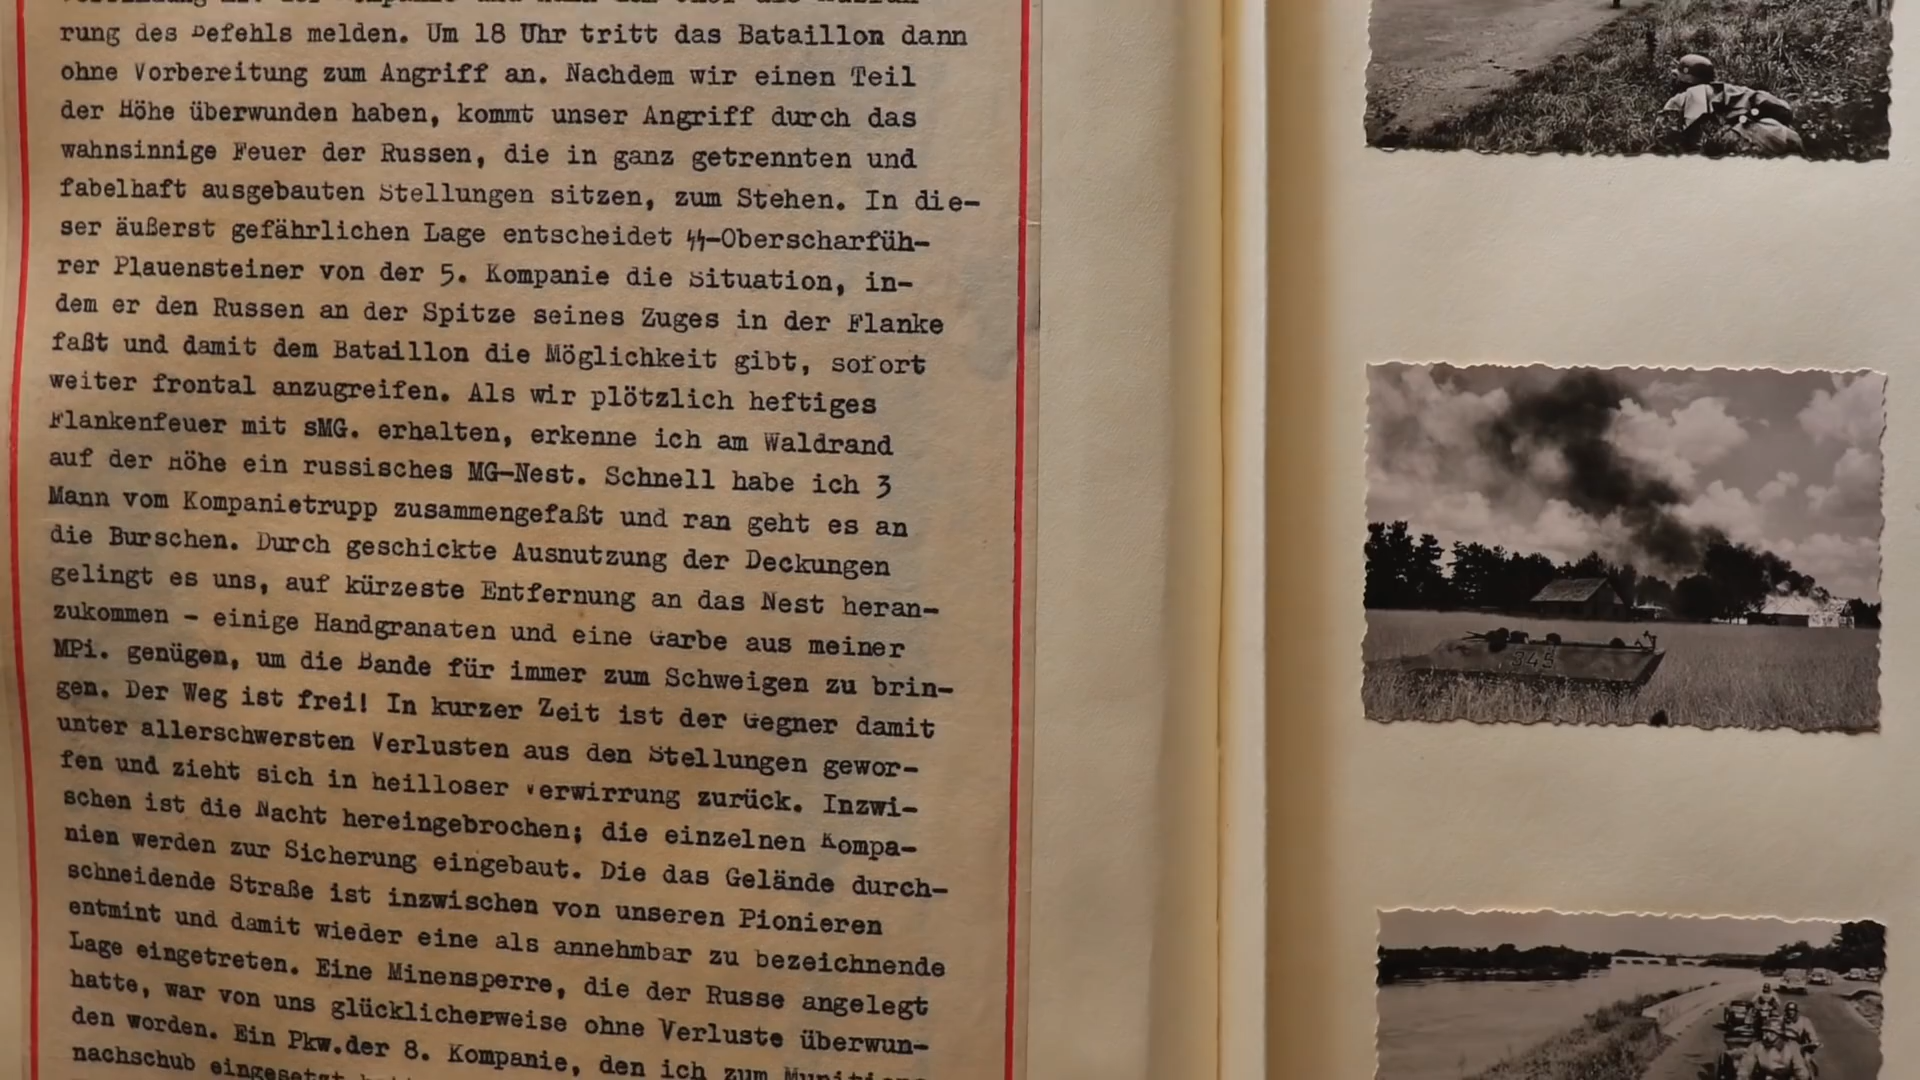 rung des Befehls melden. Um 18 Uhr tritt das Bataillon dann
ohne Vorbereitung zum Angriff an. Nachdem wir einen Teil
der Höhe überwunden haben, kommt unser Angriff durch das
wahnsinnige Feuer der Russen, die in ganz getrennten und
fabelhaft ausgebauten Stellungen sitzen, zum Stehen. In die-
ser äußerst gefährlichen Lage entscheidet ᛋᛋ-Oberscharfüh-
rer Plauensteiner von der 5. Kompanie die Situation, in-
dem er den Russen an der Spitze seines Zuges in der Flanke
faßt und damit dem Bataillon die Möglichkeit gibt, sofort
weiter frontal anzugreifen. Als wir plötzlich heftiges
Flankenfeuer mit sMG. erhalten, erkenne ich am Waldrand
auf der Höhe ein russisches MG-Nest. Schnell habe ich 3
Mann vom Kompanietrupp zusammengefaßt und ran geht es an
die Burschen. Durch geschickte Ausnutzung der Deckungen
gelingt es uns, auf kürzeste Entfernung an das Nest heran-
zukommen - einige Handgranaten und eine Garbe aus meiner
MPi. genügen, um die Bande für immer zum Schweigen zu brin-
gen. Der Weg ist frei! In kurzer Zeit ist der Gegner damit
unter allerschwersten Verlusten aus den Stellungen gewor-
fen und zieht sich in heilloser Verwirrung zurück. Inzwi-
schen ist die Nacht hereingebrochen; die einzelnen Kompa-
nien werden zur Sicherung eingebaut. Die das Gelände durch-
schneidende Straße ist inzwischen von unseren Pionieren
entmint und damit wieder eine als annehmbar zu bezeichnende
Lage eingetreten. Eine Minensperre, die der Russe angelegt
hatte, war von uns glücklicherweise ohne Verluste überwun-
den worden. Ein Pkw.der 8. Kompanie, den ich zum
nachschub eingesetzt
345